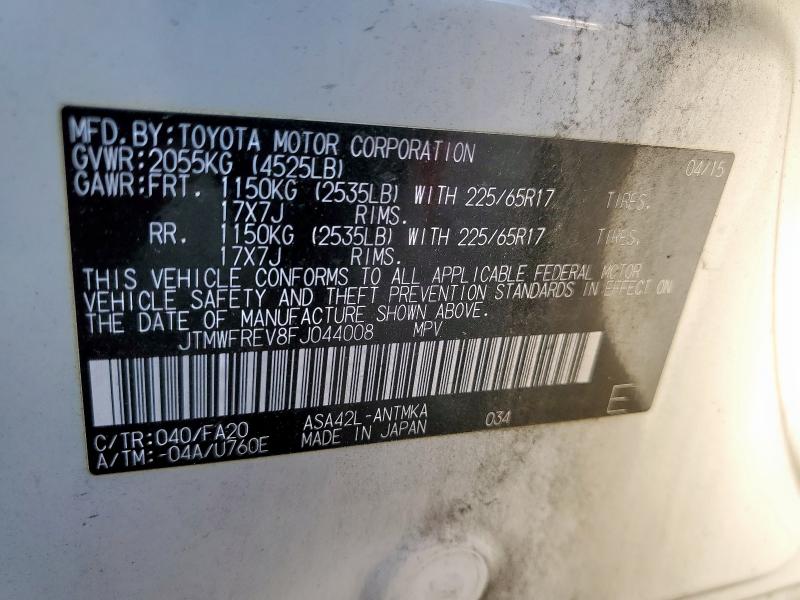 MFD. BY: TOYOTA MOTOR CORPORATION 04/15
GVWR: 2055KG (4525LB)
GAWR: FRT. 1150KG (2535LB) WITH 225/65R17 TIRES.
17X7J RIMS.
RR. 1150KG (2535LB) WITH 225/65R17 TIRES.
17X7J RIMS.
THIS VEHICLE CONFORMS TO ALL APPLICABLE FEDERAL MOTOR
VEHICLE SAFETY AND THEFT PREVENTION STANDARDS IN EFFECT ON
THE DATE OF MANUFACTURE SHOWN ABOVE.
JTMWFREV8FJ044008 MPV
C/TR: 040/FA20 ASA42L-ANTMKA 034 E
A/TM: -04A/U760E MADE IN JAPAN